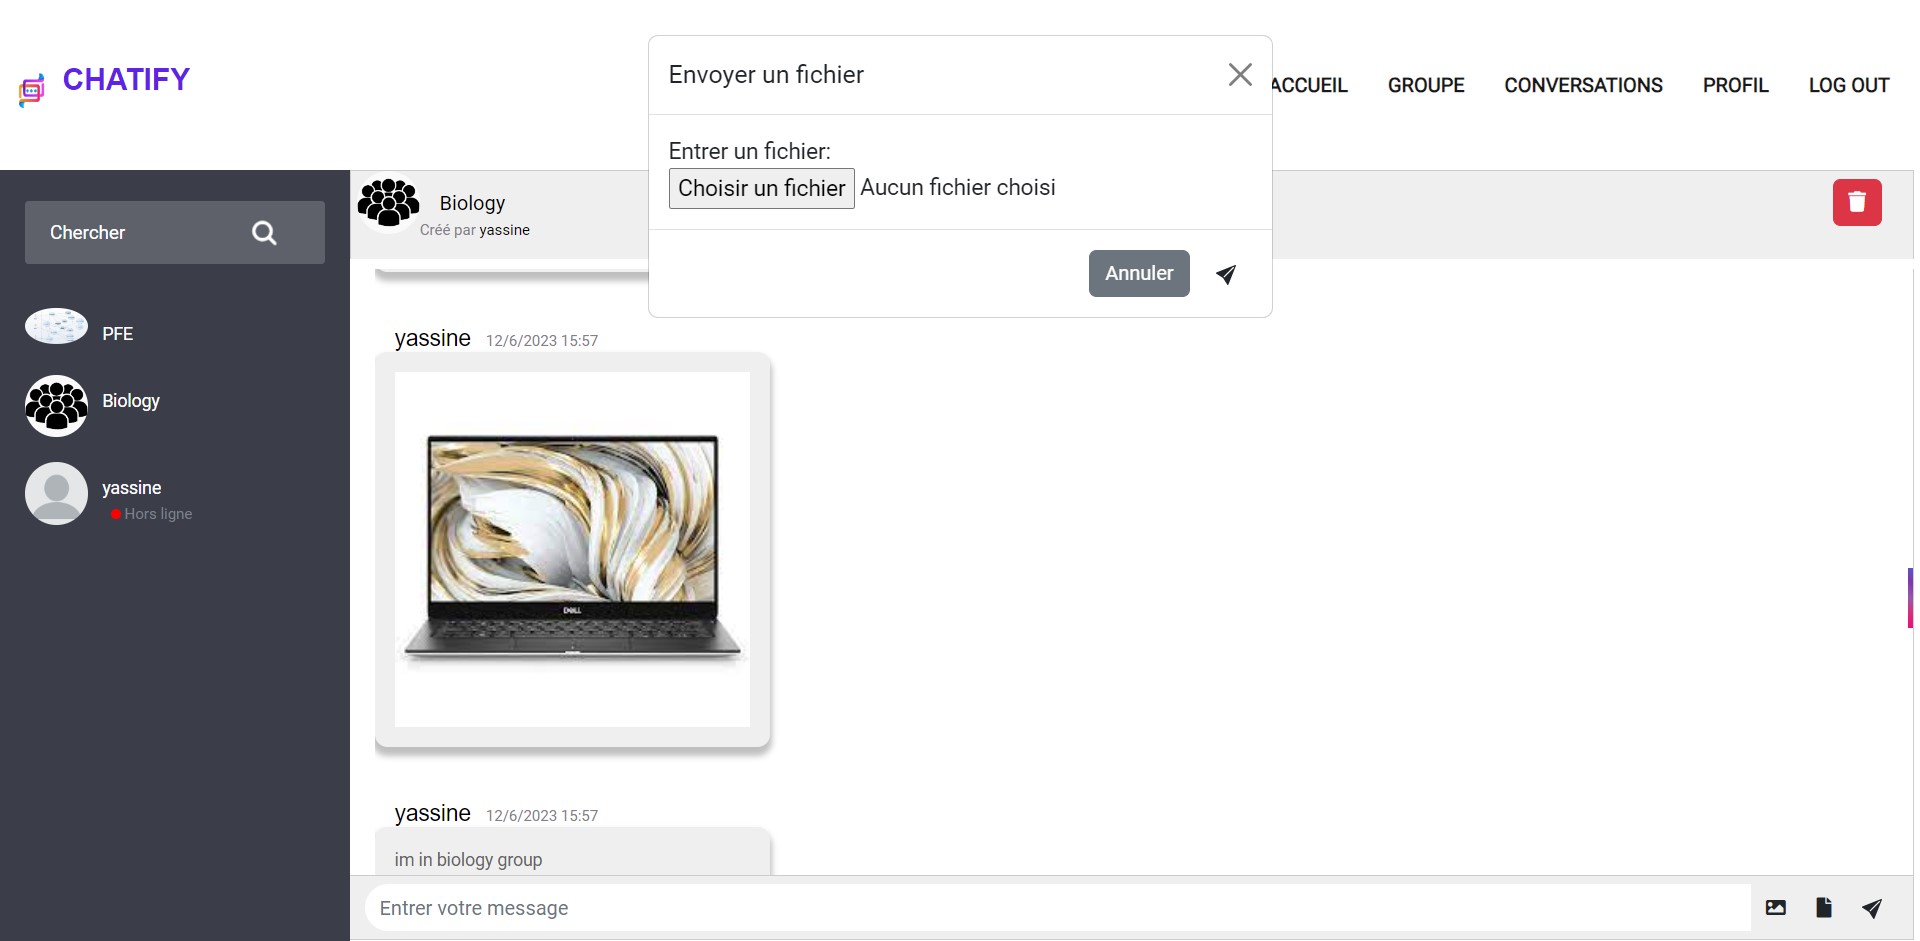 CHATIFY
ACCUEIL GROUPE CONVERSATIONS PROFIL LOG OUT
Envoyer un fichier
Entrer un fichier:
Choisir un fichier Aucun fichier choisi
Annuler
Chercher
PFE
Biology
yassine
Hors ligne
Biology
Créé par yassine
yassine 12/6/2023 15:57
DELL
yassine 12/6/2023 15:57
im in biology group
Entrer votre message